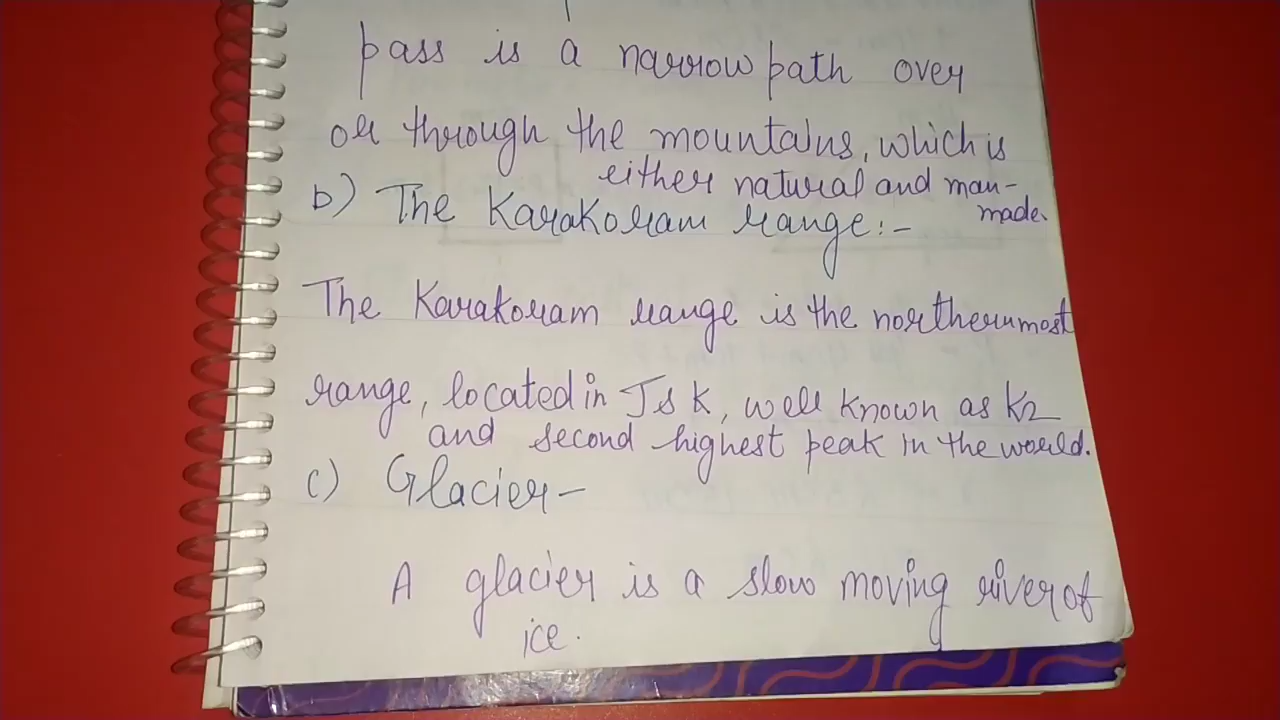 pass is a narrow path over
or through the mountains, which is
either natural and man-
made.
b) The Karakoram range:-
The Karakoram range is the northernmost
range, located in J & K, well known as K2
and second highest peak in the world.
c) Glacier-
A glacier is a slow moving river of
ice.